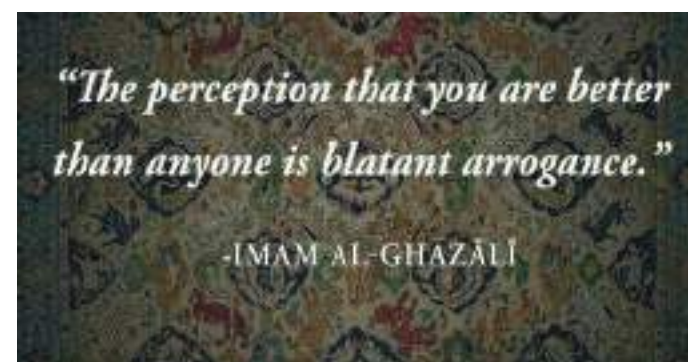 “The perception that you are better
than anyone is blatant arrogance.”
-IMAM AL-GHAZĀLĪ